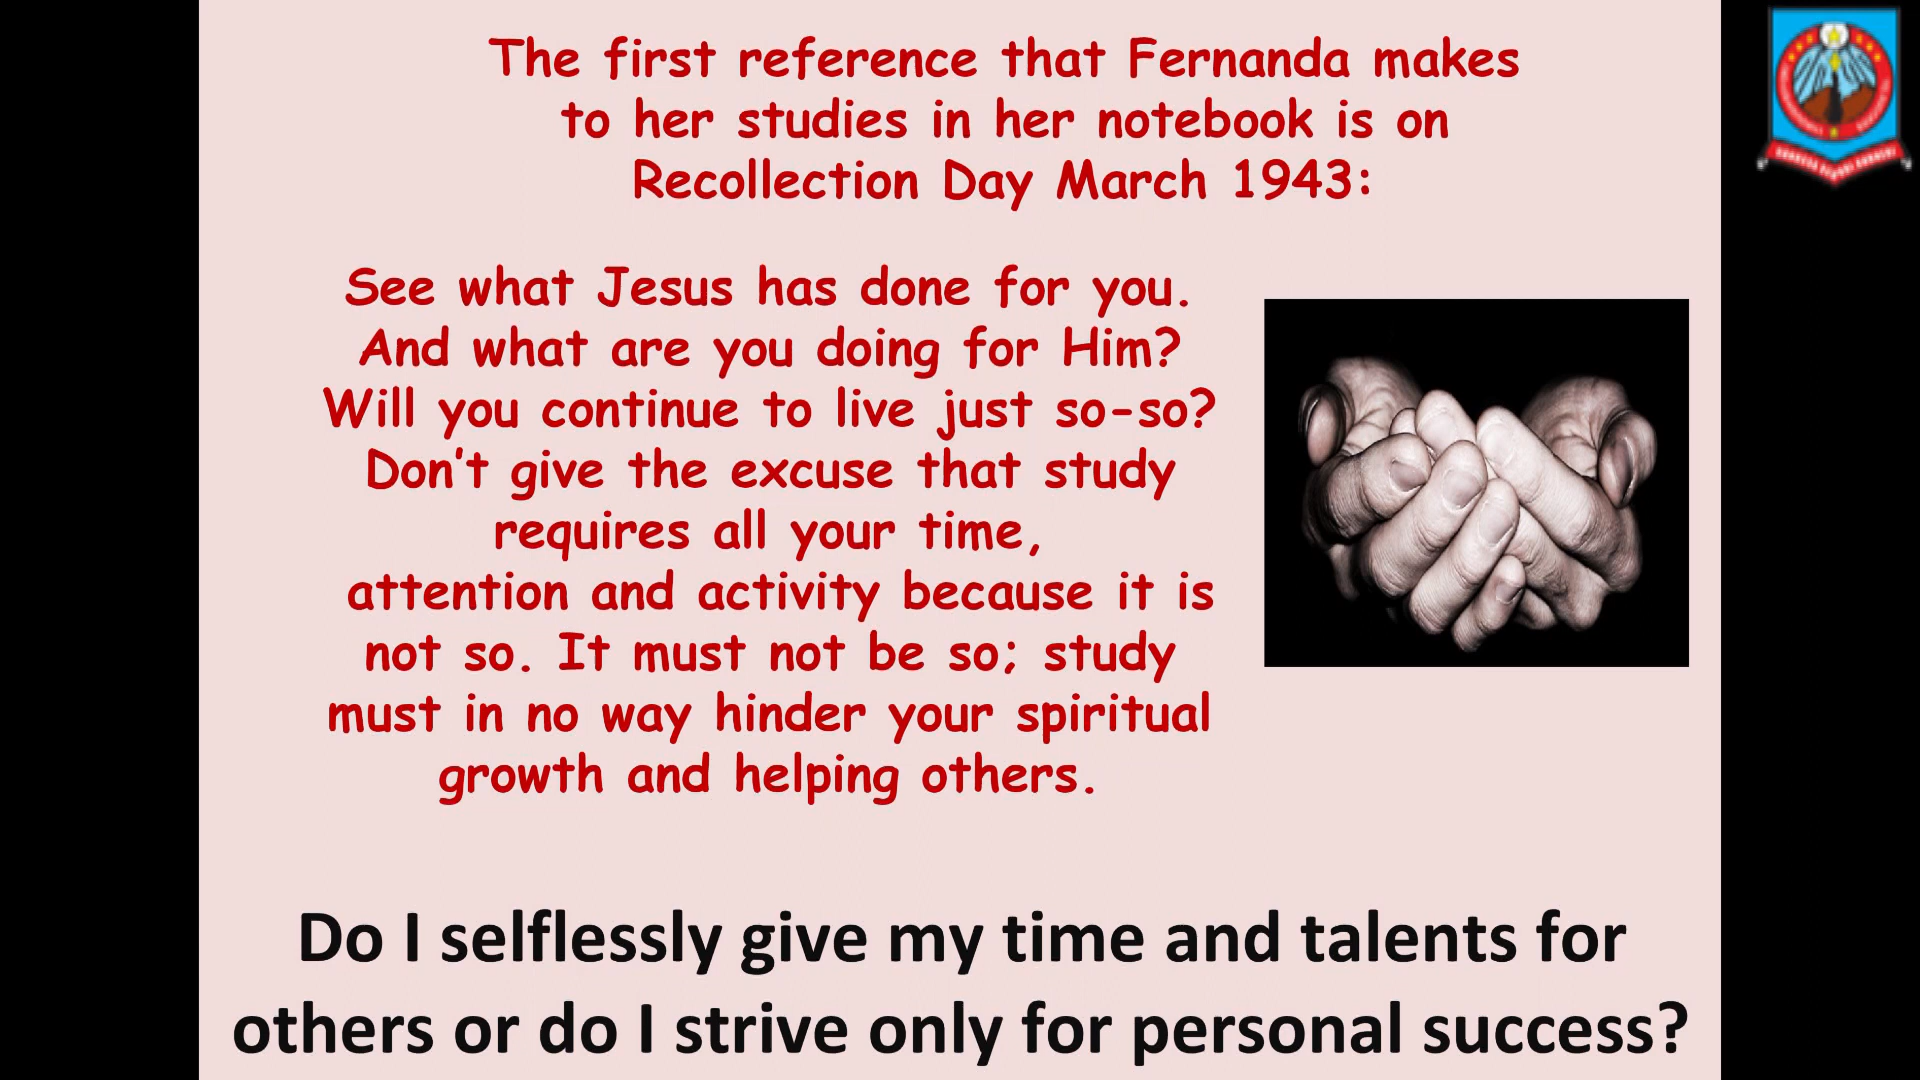 The first reference that Fernanda makes
to her studies in her notebook is on
Recollection Day March 1943:
See what Jesus has done for you.
And what are you doing for Him?
Will you continue to live just so-so?
Don't give the excuse that study
requires all your time,
attention and activity because it is
not so. It must not be so; study
must in no way hinder your spiritual
growth and helping others.
Do I selflessly give my time and talents for
others or do I strive only for personal success?